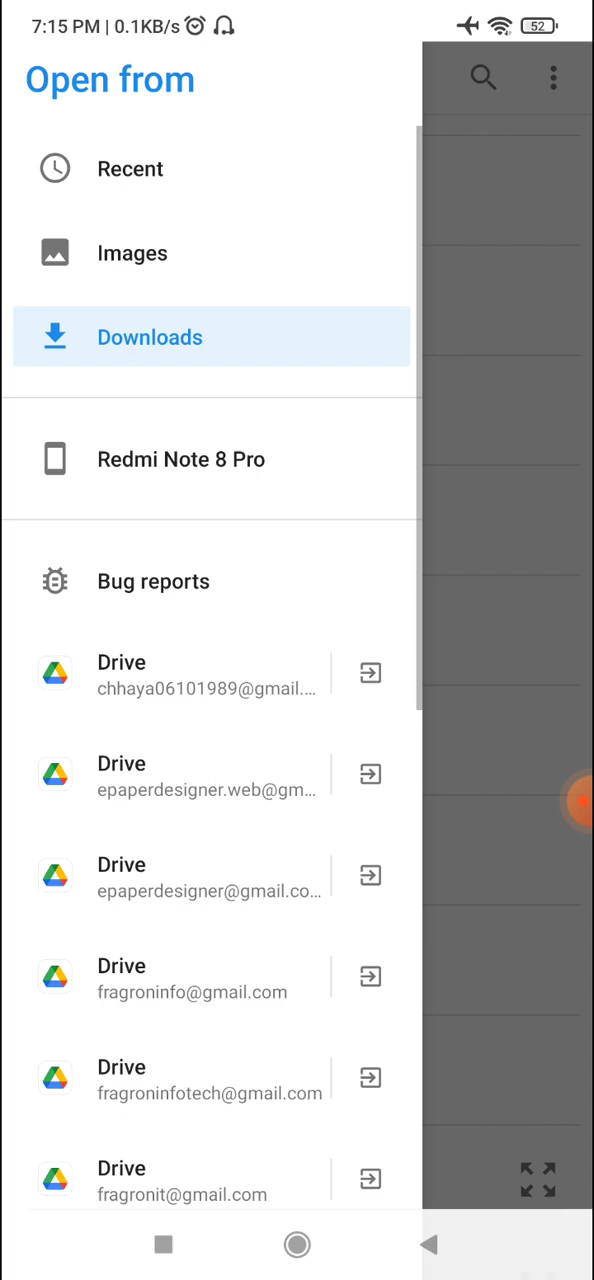 7:15 PM | 0.1KB/s
52
Open from
Recent
Images
Downloads
Redmi Note 8 Pro
Bug reports
Drive
chhaya06101989@gmail....
Drive
epaperdesigner.web@gm...
Drive
epaperdesigner@gmail.co...
Drive
fragroninfo@gmail.com
Drive
fragroninfotech@gmail.com
Drive
fragronit@gmail.com